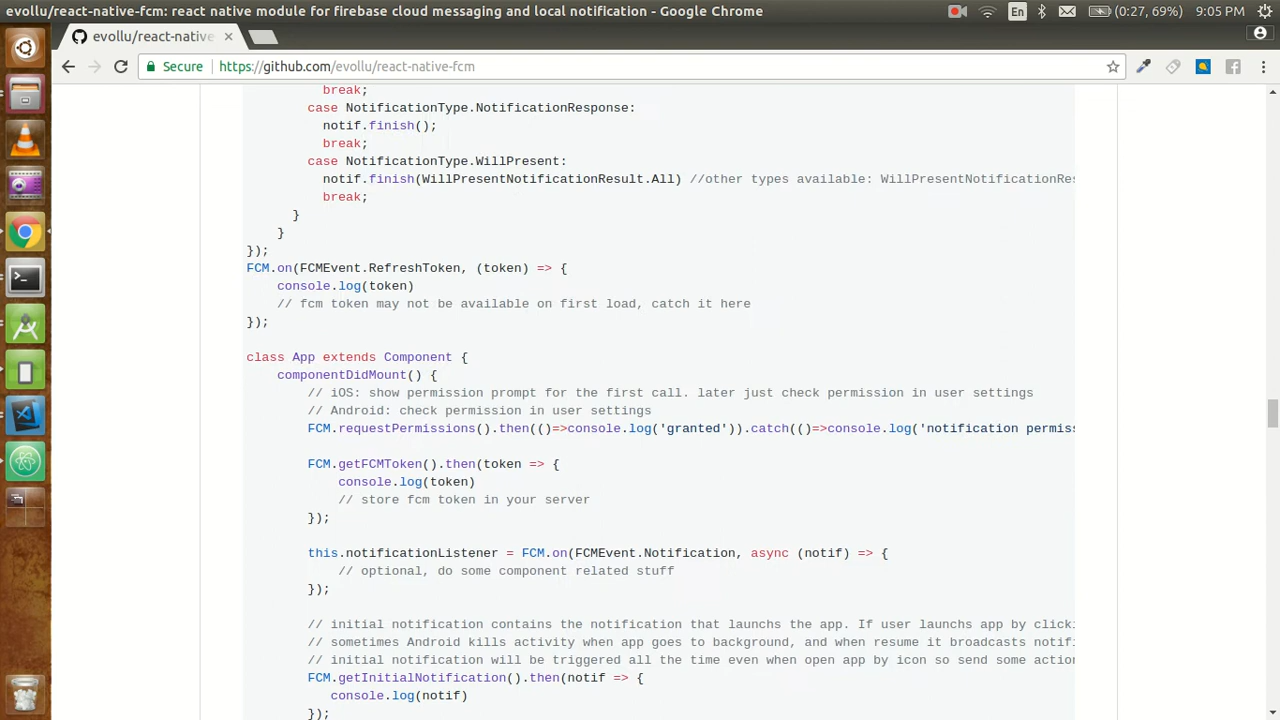 evollu/react-native-fcm: react native module for firebase cloud messaging and local notification - Google Chrome
En
(0:27, 69%)
9:05 PM
evollu/react-native
Secure
https://github.com/evollu/react-native-fcm
break;
case NotificationType.NotificationResponse:
notif.finish();
break;
case NotificationType.WillPresent:
notif.finish(WillPresentNotificationResult.All) //other types available: WillPresentNotificationRes
break;
}
}
});
FCM.on(FCMEvent.RefreshToken, (token) => {
console.log(token)
// fcm token may not be available on first load, catch it here
});
class App extends Component {
componentDidMount() {
// iOS: show permission prompt for the first call. later just check permission in user settings
// Android: check permission in user settings
FCM.requestPermissions().then(()=>console.log('granted')).catch(()=>console.log('notification permiss
FCM.getFCMToken().then(token => {
console.log(token)
// store fcm token in your server
});
this.notificationListener = FCM.on(FCMEvent.Notification, async (notif) => {
// optional, do some component related stuff
});
// initial notification contains the notification that launchs the app. If user launchs app by clicki
// sometimes Android kills activity when app goes to background, and when resume it broadcasts notifi
// initial notification will be triggered all the time even when open app by icon so send some action
FCM.getInitialNotification().then(notif => {
console.log(notif)
});